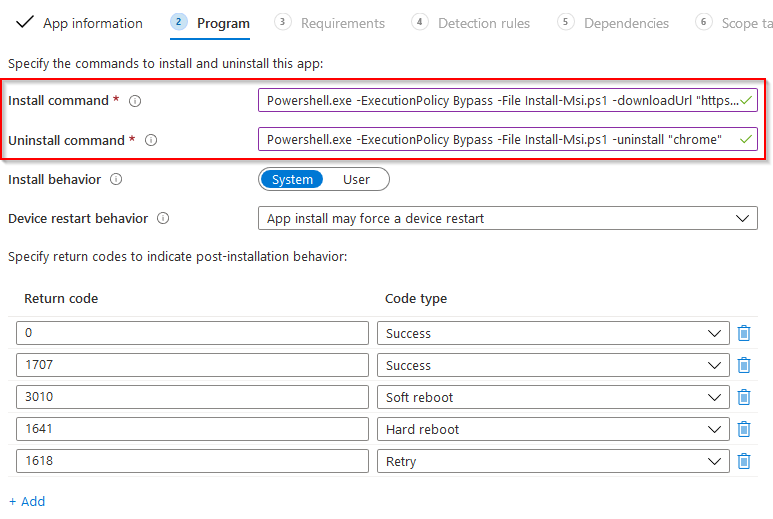 App information 2 Program 3 Requirements 4 Detection rules 5 Dependencies 6 Scope ta
Specify the commands to install and uninstall this app:
Install command * Powershell.exe -ExecutionPolicy Bypass -File Install-Msi.ps1 -downloadUrl "https...
Uninstall command * Powershell.exe -ExecutionPolicy Bypass -File Install-Msi.ps1 -uninstall "chrome"
Install behavior System User
Device restart behavior App install may force a device restart
Specify return codes to indicate post-installation behavior:
Return code Code type
0 Success
1707 Success
3010 Soft reboot
1641 Hard reboot
1618 Retry
+ Add